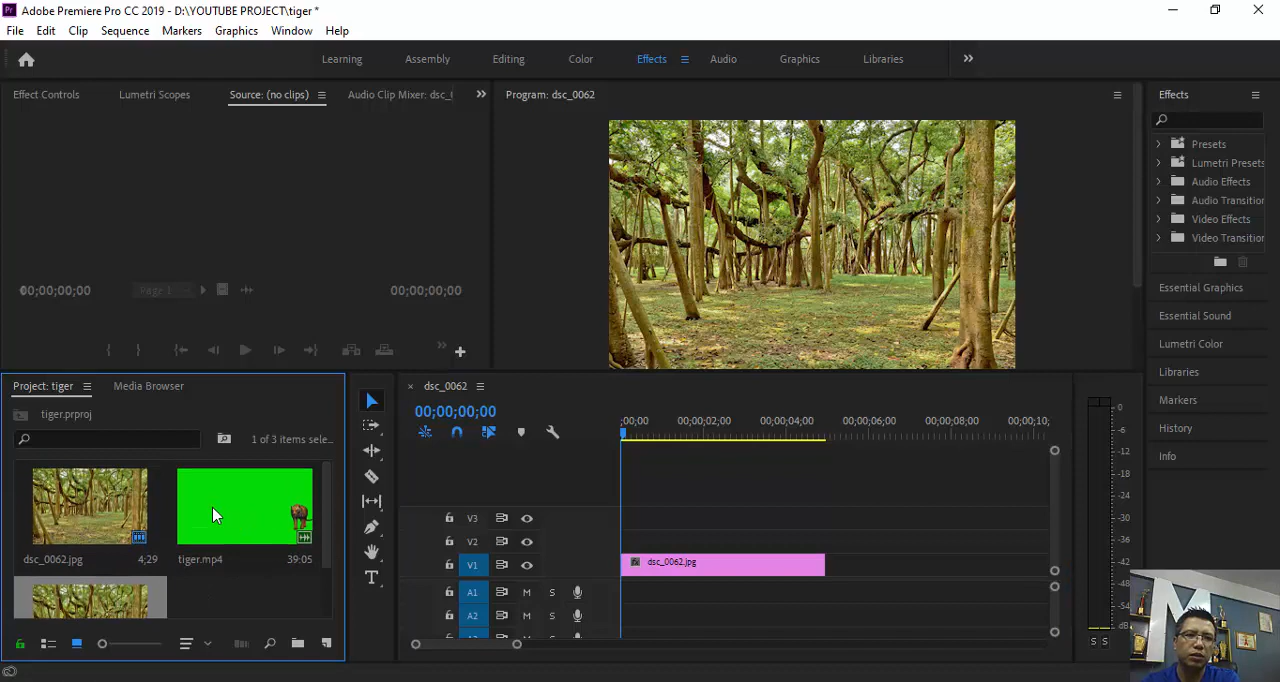 Adobe Premiere Pro CC 2019 - D:\YOUTUBE PROJECT\tiger *
File Edit Clip Sequence Markers Graphics Window Help
Learning Assembly Editing Color Effects Audio Graphics Libraries
Effect Controls Lumetri Scopes Source: (no clips) Audio Clip Mixer: dsc_
Program: dsc_0062
Effects
Presets
Lumetri Presets
Audio Effects
Audio Transition
Video Effects
Video Transition
Essential Graphics
Essential Sound
Lumetri Color
Libraries
Markers
History
Info
00;00;00;00 Page 1 00;00;00;00
Project: tiger Media Browser
tiger.prproj
1 of 3 items sele...
dsc_0062.jpg 4;29
tiger.mp4 39:05
dsc_0062
00;00;00;00
;00;00 00;00;02;00 00;00;04;00 00;00;06;00 00;00;08;00 00;00;10;
V3
V2
V1 dsc_0062.jpg
A1 M S
A2 M S
0
-6
-12
-18
-24
-30
-36
-42
-48
-54
dB
S S
M